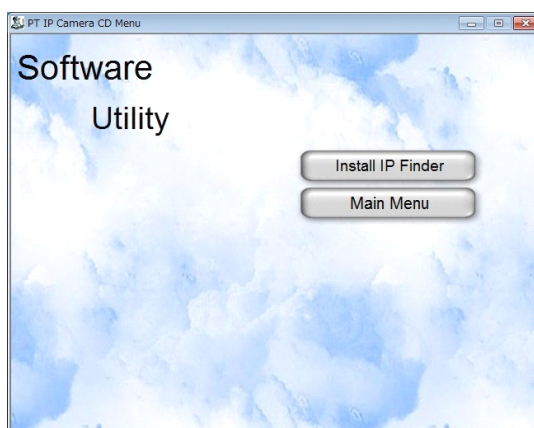 PT IP Camera CD Menu
Software
Utility
Install IP Finder
Main Menu